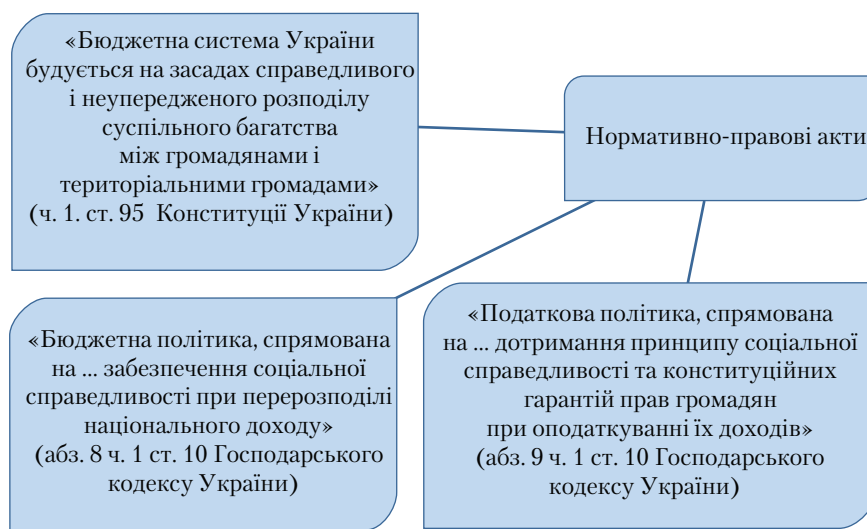 «Бюджетна система України
будується на засадах справедливого
і неупередженого розподілу
суспільного багатства
між громадянами і
територіальними громадами»
(ч. 1. ст. 95 Конституції України)
Нормативно-правові акти
«Бюджетна політика, спрямована
на ... забезпечення соціальної
справедливості при перерозподілі
національного доходу»
(абз. 8 ч. 1 ст. 10 Господарського
кодексу України)
«Податкова політика, спрямована
на ... дотримання принципу соціальної
справедливості та конституційних
гарантій прав громадян
при оподаткуванні їх доходів»
(абз. 9 ч. 1 ст. 10 Господарського
кодексу України)